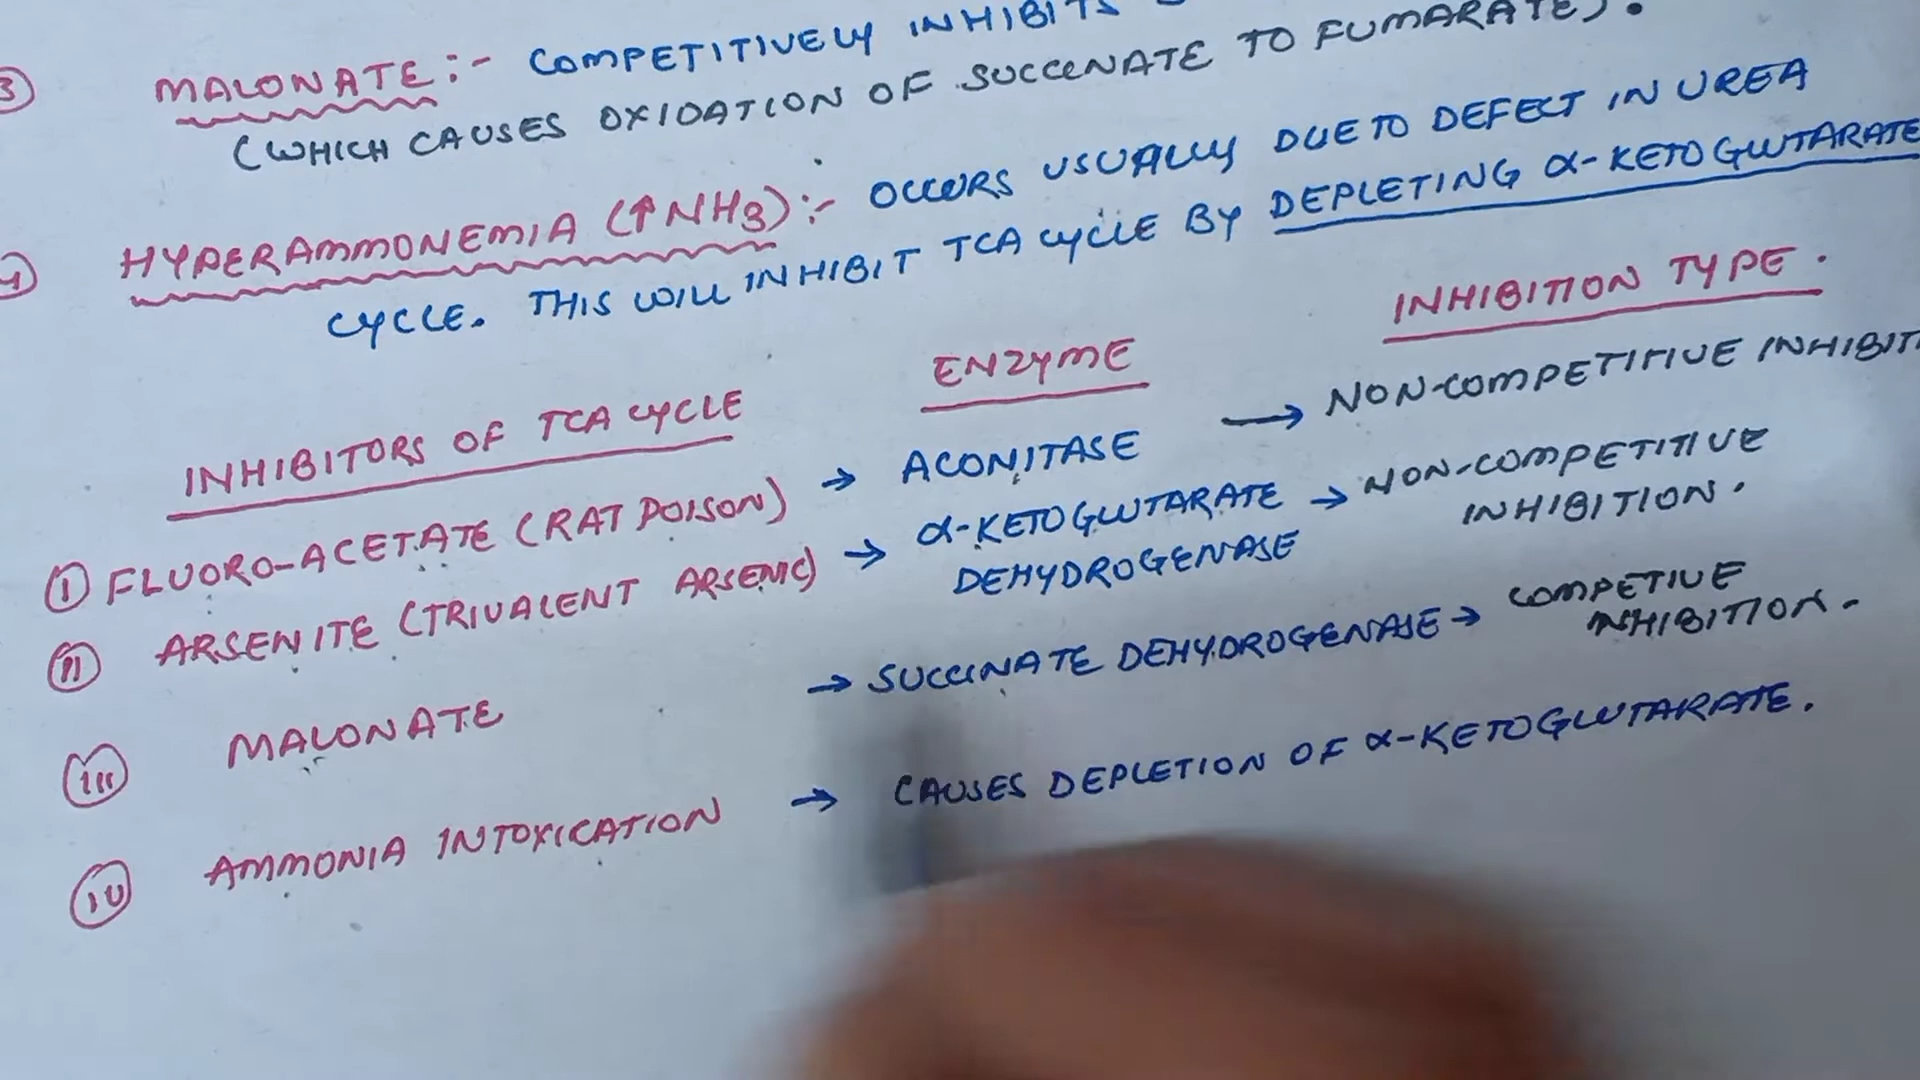 3 MALONATE:- COMPETITIVELY INHIBITS
(WHICH CAUSES OXIDATION OF SUCCINATE TO FUMARATE).
4 HYPERAMMONEMIA (↑NH3):- OCCURS USUALLY DUE TO DEFECT IN UREA
CYCLE. THIS WILL INHIBIT TCA CYCLE BY DEPLETING α-KETOGLUTARATE
INHIBITORS OF TCA CYCLE ENZYME INHIBITION TYPE.
I FLUORO-ACETATE (RAT POISON) → ACONITASE → NON-COMPETITIVE INHIBIT
II ARSENITE (TRIVALENT ARSENIC) → α-KETOGLUTARATE → NON-COMPETITIVE
DEHYDROGENASE INHIBITION.
III MALONATE → SUCCINATE DEHYDROGENASE → COMPETIVE
INHIBITION.
IV AMMONIA INTOXICATION → CAUSES DEPLETION OF α-KETOGLUTARATE.